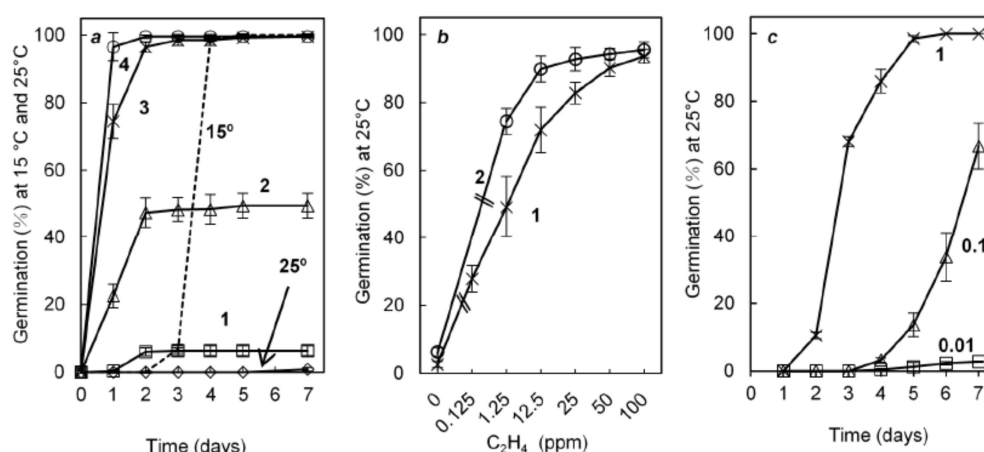 a
Germination (%) at 15 °C and 25°C
100
80
60
40
20
0
4
3
15º
2
25º
1
0 1 2 3 4 5 6 7
Time (days)
b
Germination (%) at 25°C
100
80
60
40
20
0
2
1
0 0.125 1.25 12.5 25 50 100
C₂H₄ (ppm)
c
Germination (%) at 25°C
100
80
60
40
20
0
1
0.1
0.01
0 1 2 3 4 5 6 7
Time (days)